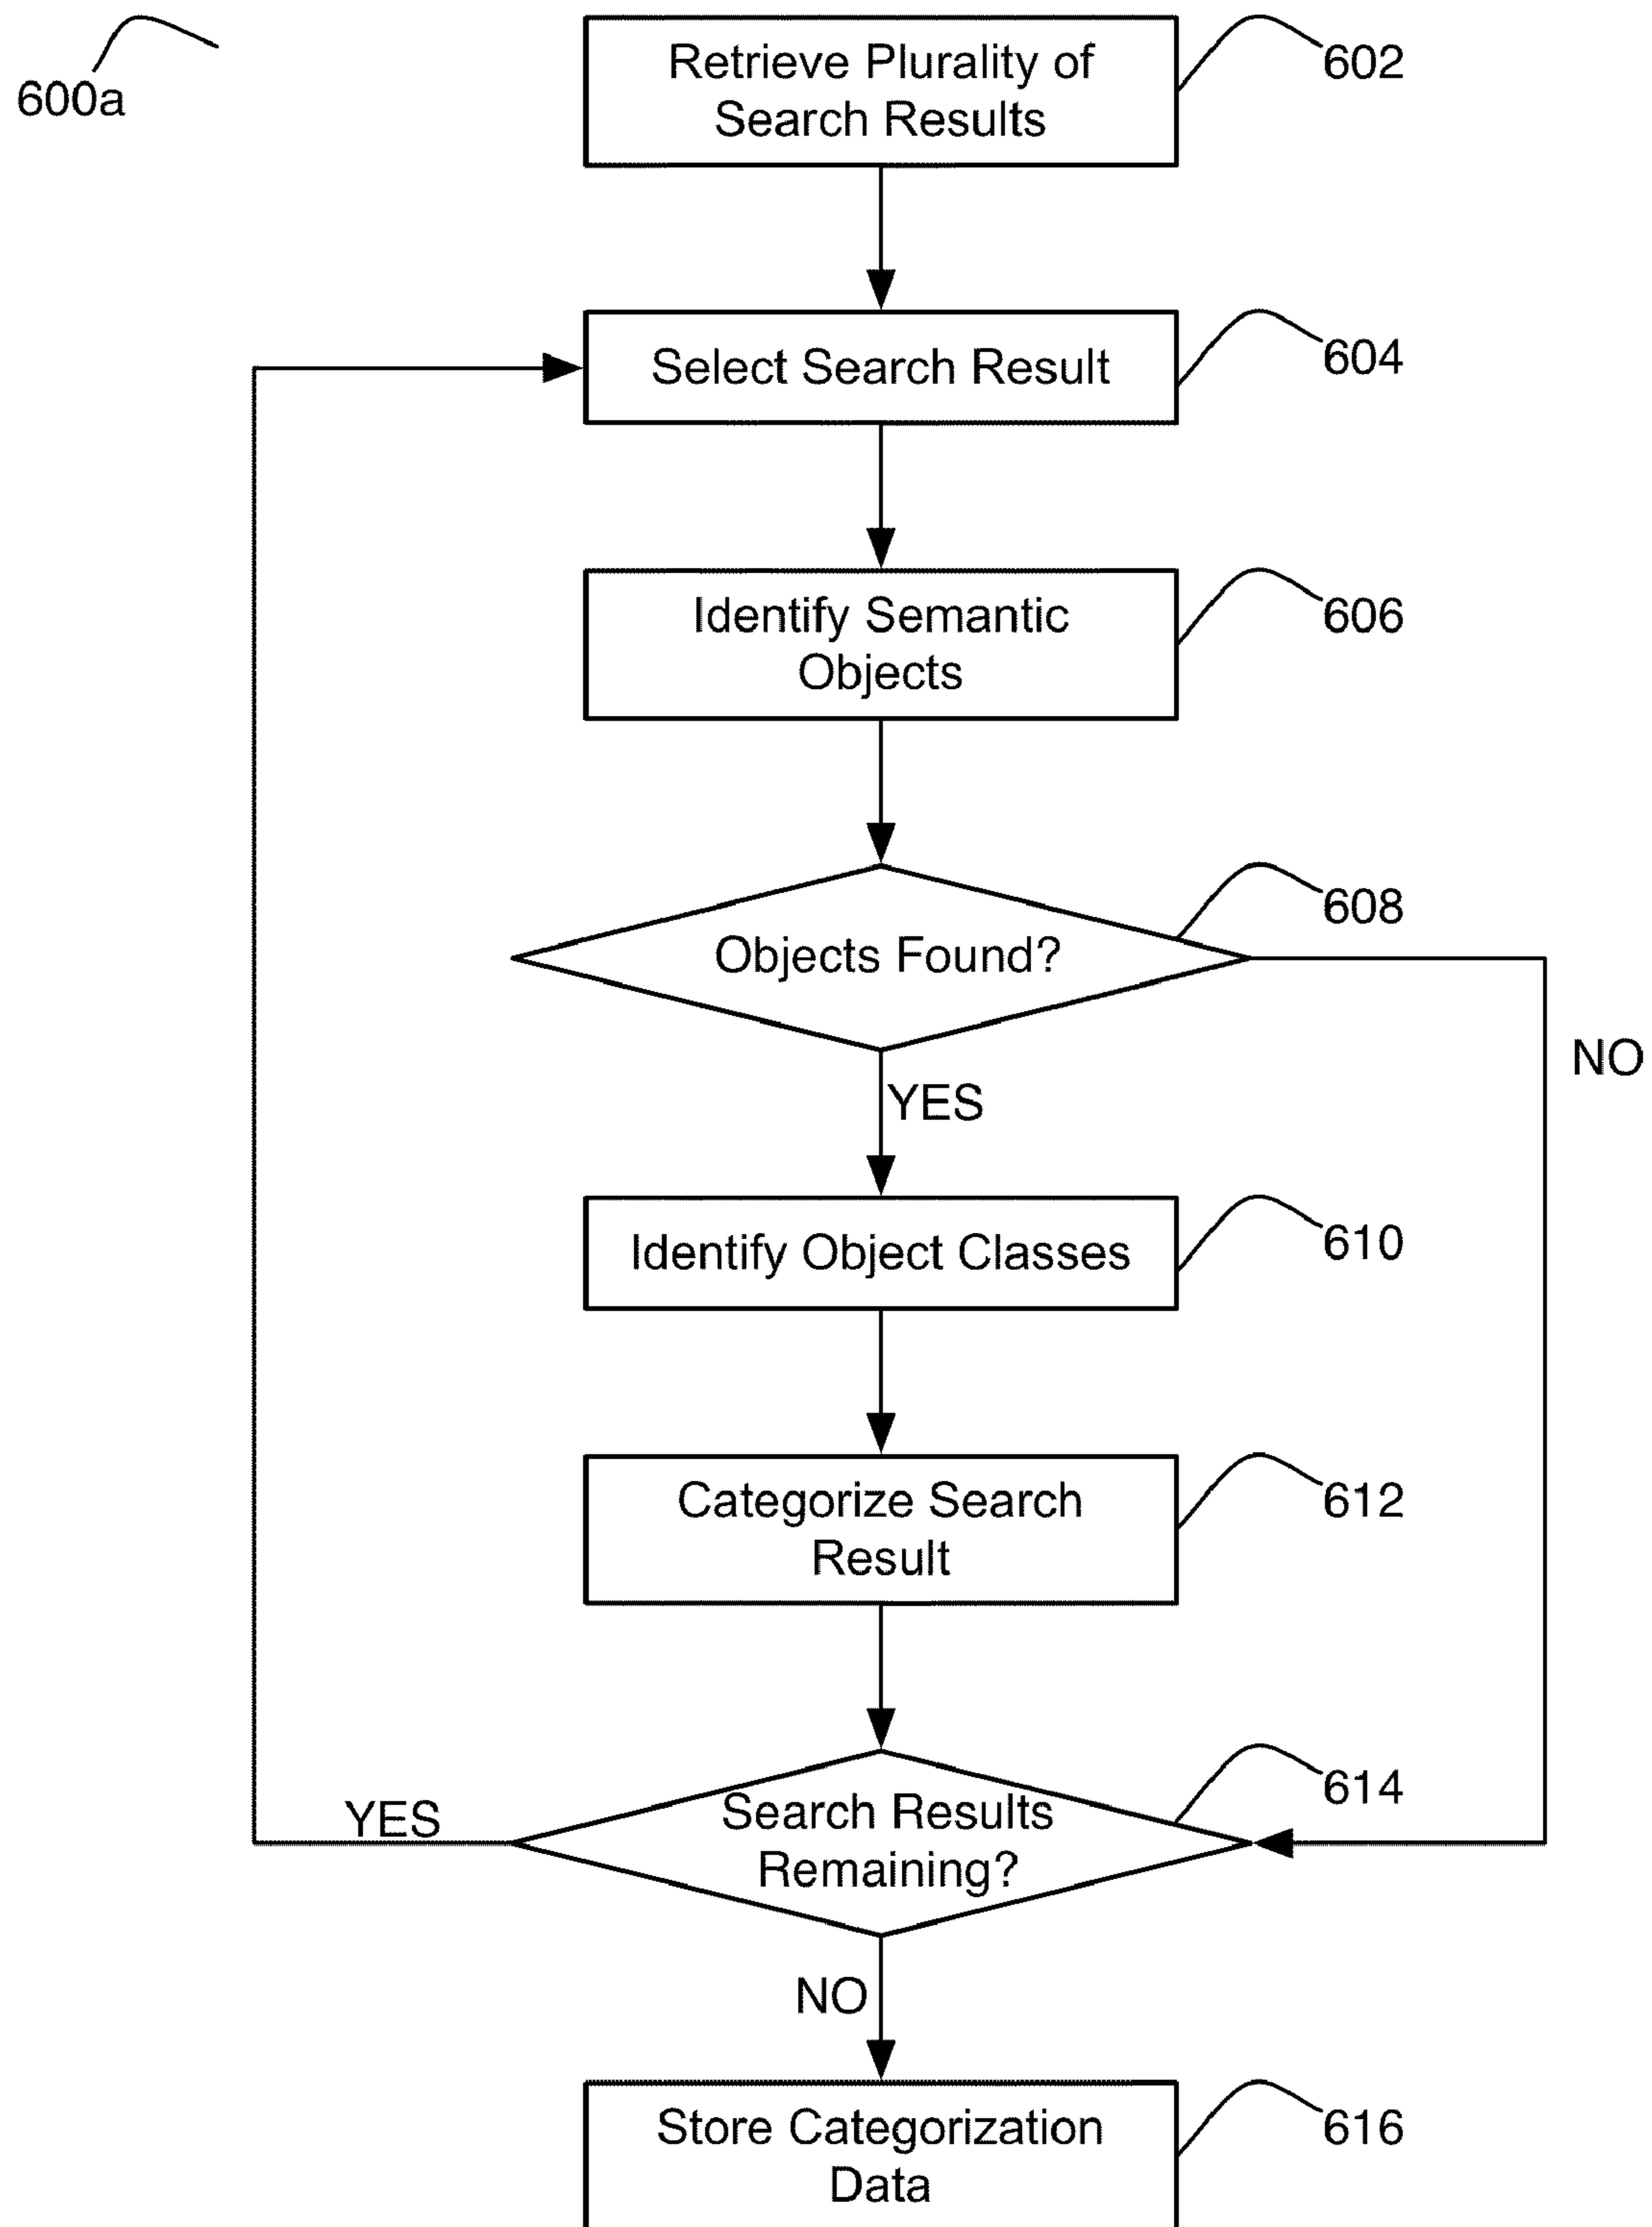 600a
Retrieve Plurality of
Search Results
602
Select Search Result
604
Identify Semantic
Objects
606
Objects Found?
608
NO
YES
Identify Object Classes
610
Categorize Search
Result
612
Search Results
Remaining?
614
YES
NO
Store Categorization
Data
616